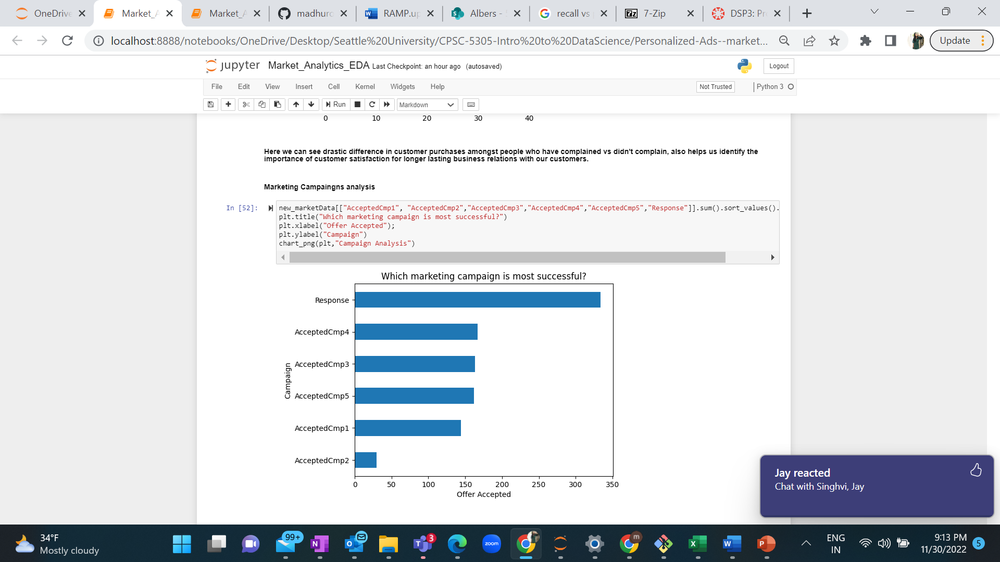 OneDrive
Market_A
Market_A
madhuro
RAMP.up
Albers -
recall vs
7-Zip
DSP3: Pr
localhost:8888/notebooks/OneDrive/Desktop/Seattle%20University/CPSC-5305-Intro%20to%20DataScience/Personalized-Ads--market...
Update
jupyter Market_Analytics_EDA Last Checkpoint: an hour ago (autosaved)
Logout
File Edit View Insert Cell Kernel Widgets Help
Not Trusted
Python 3
Run
Markdown
0 10 20 30 40
Here we can see drastic difference in customer purchases amongst people who have complained vs didn't complain, also helps us identify the
importance of customer satisfaction for longer lasting business relations with our customers.
Marketing Campaingns analysis
In [52]:
new_marketData[["AcceptedCmp1", "AcceptedCmp2","AcceptedCmp3","AcceptedCmp4","AcceptedCmp5","Response"]].sum().sort_values().
plt.title("Which marketing campaign is most successful?")
plt.xlabel("Offer Accepted");
plt.ylabel("Campaign")
chart_png(plt,"Campaign Analysis")
Which marketing campaign is most successful?
Response
AcceptedCmp4
AcceptedCmp3
AcceptedCmp5
AcceptedCmp1
AcceptedCmp2
Campaign
0 50 100 150 200 250 300 350
Offer Accepted
Jay reacted
Chat with Singhvi, Jay
34°F
Mostly cloudy
99+
3
zoom
m
ENG
IN
9:13 PM
11/30/2022
5